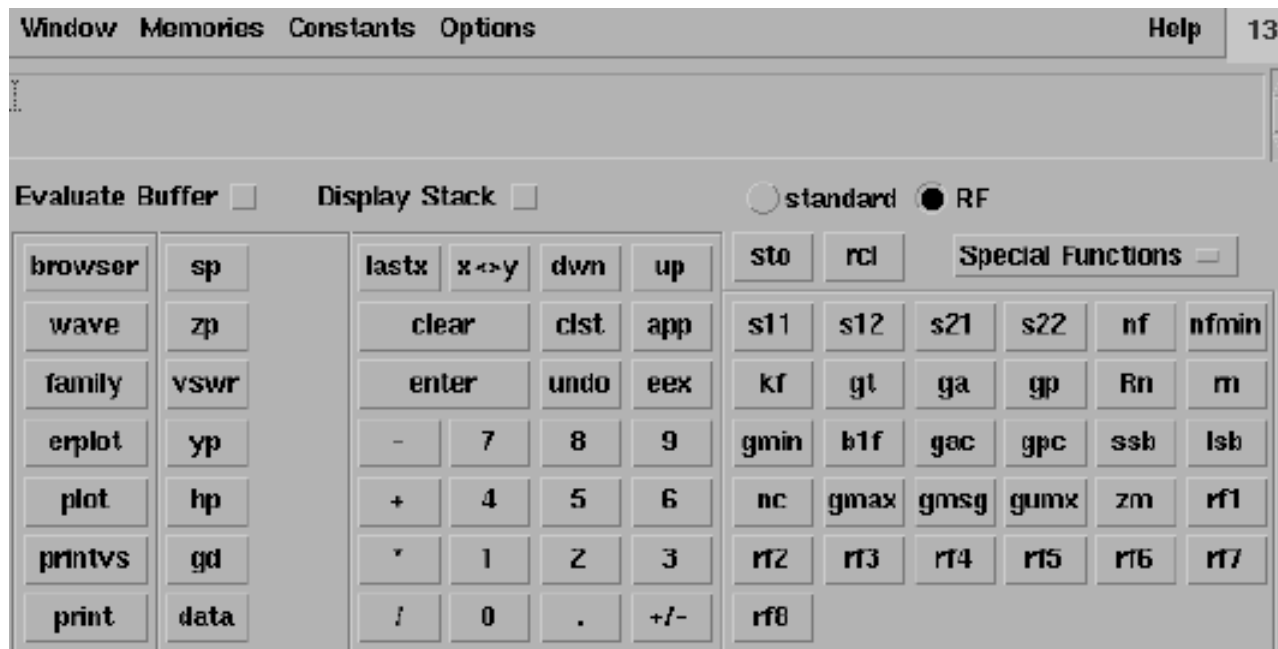 Window Memories Constants Options Help 13
Evaluate Buffer Display Stack standard RF
browser sp lastx x<>y dwn up sto rcl Special Functions
wave zp clear clst app s11 s12 s21 s22 nf nfmin
family vswr enter undo eex kf gt ga gp Rn rn
erplot yp - 7 8 9 gmin b1f gac gpc ssb lsb
plot hp + 4 5 6 nc gmax gmsg gumx zm rf1
printvs gd * 1 2 3 rf2 rf3 rf4 rf5 rf6 rf7
print data / 0 . +/- rf8